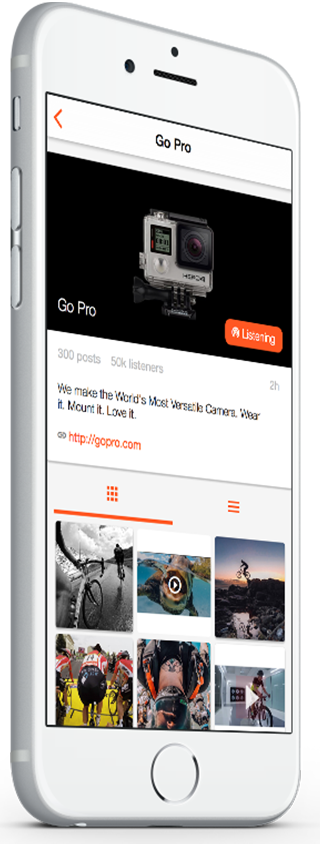 Go Pro
Go Pro
Listening
300 posts 50k listeners
2h
We make the World's Most Versatile Camera. Wear
it. Mount it. Love it.
http://gopro.com